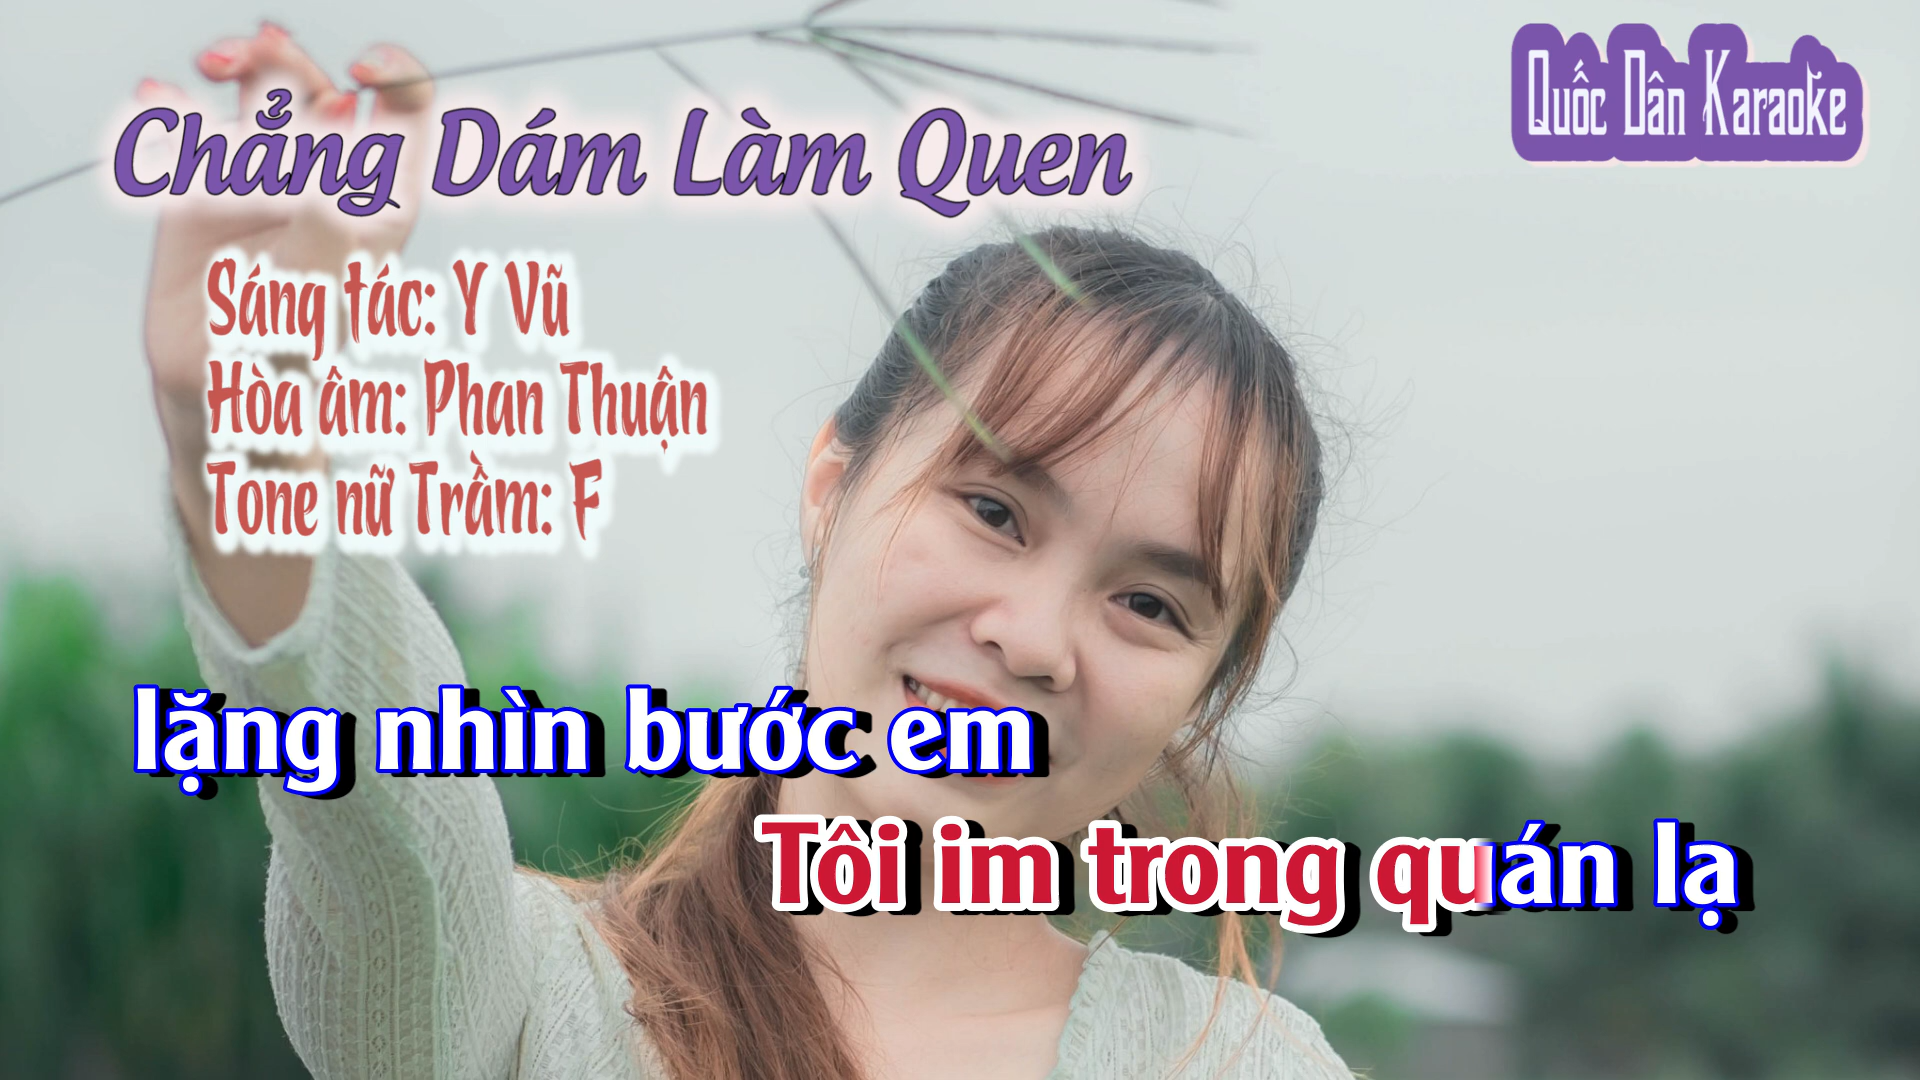 Quốc Dân Karaoke
Chẳng Dám Làm Quen
Sáng tác: Y Vũ
Hòa âm: Phan Thuận
Tone nữ Trầm: F
lặng nhìn bước em
Tôi im trong quán lạ